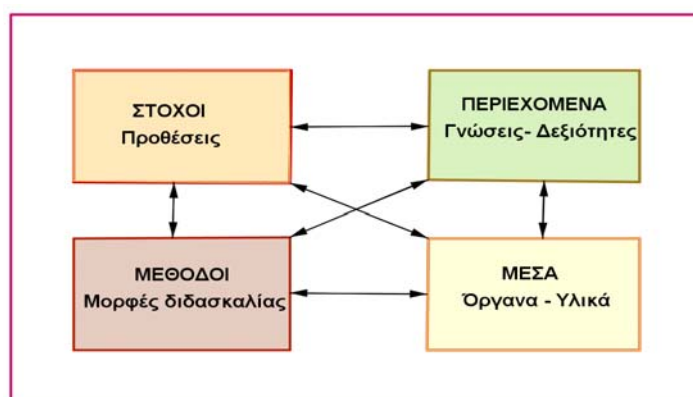 ΣΤΟΧΟΙ
Προθέσεις
ΠΕΡΙΕΧΟΜΕΝΑ
Γνώσεις- Δεξιότητες
ΜΕΘΟΔΟΙ
Μορφές διδασκαλίας
ΜΕΣΑ
Όργανα - Υλικά